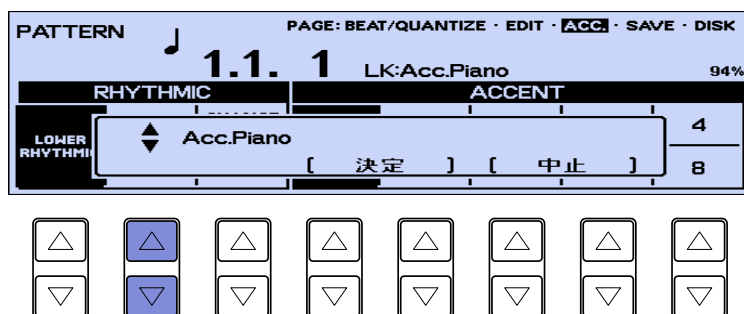 PATTERN
PAGE: BEAT/QUANTIZE · EDIT · ACC. · SAVE · DISK
1.1. 1 LK:Acc.Piano 94%
RHYTHMIC ACCENT
LOWER
RHYTHMI
Acc.Piano
[ 決定 ] [ 中止 ]
4
8